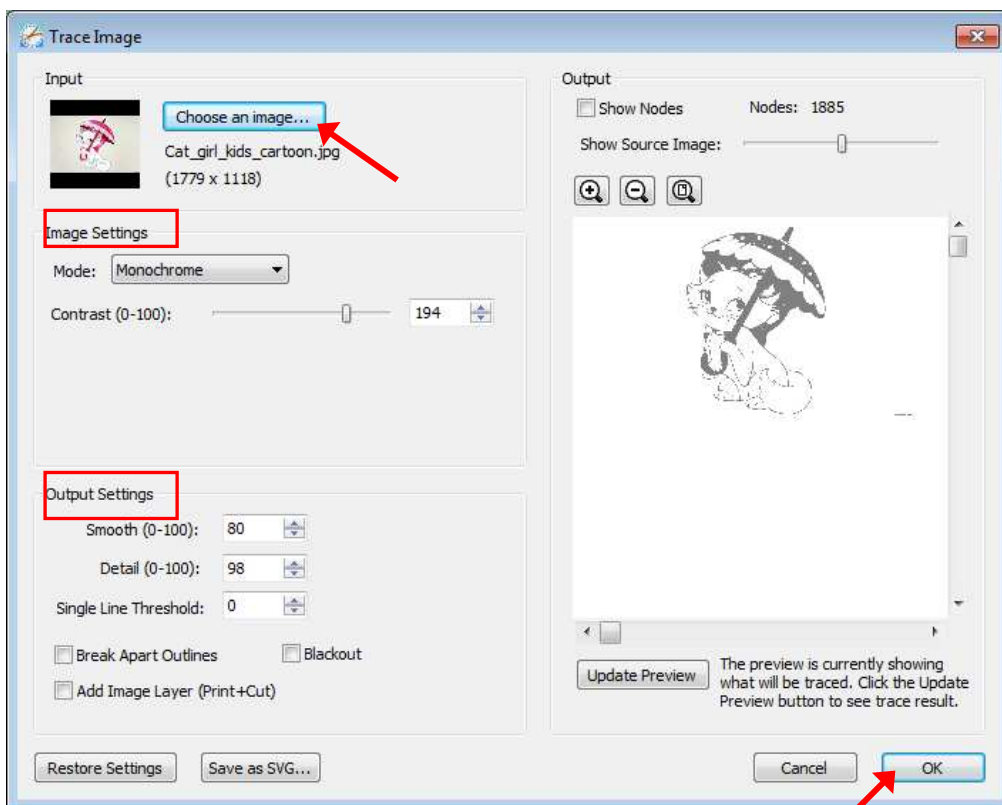 Trace Image
Input
Choose an image...
Cat_girl_kids_cartoon.jpg
(1779 x 1118)
Image Settings
Mode: Monochrome
Contrast (0-100): 194
Output Settings
Smooth (0-100): 80
Detail (0-100): 98
Single Line Threshold: 0
Break Apart Outlines Blackout
Add Image Layer (Print+Cut)
Restore Settings Save as SVG...
Output
Show Nodes Nodes: 1885
Show Source Image:
Update Preview
The preview is currently showing
what will be traced. Click the Update
Preview button to see trace result.
Cancel OK